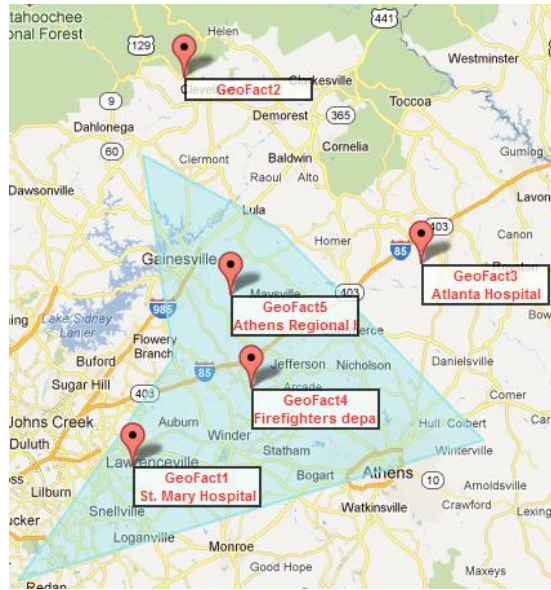 tahoochee
onal Forest
Helen
129
441
Westminster
GeoFact2
Clarkesville
Toccoa
9
Demorest
365
Dahlonega
Cornelia
60
Clermont
Baldwin
Gumlog
Raoul
Alto
Dawsonville
Lavon
Lula
403
Canon
Homer
85
Gainesville
GeoFact3
Atlanta Hospital
GeoFact5
Athens Regional
Maysville
403
985
Lake Sidney
Lanier
Flowery
Branch
Buford
85
Jefferson
Nicholson
Danielsville
Sugar Hill
403
Arcade
GeoFact4
Firefighters depa
Comer
Johns Creek
Duluth
Auburn
Winder
Hull
Colbert
Statham
Winterville
Lawrenceville
GeoFact1
St. Mary Hospital
Lilburn
Bogart
Athens
10
Arnoldsville
Crawford
Lexing
Snellville
Watkinsville
Loganville
Monroe
Good Hope
Maxeys
Redan